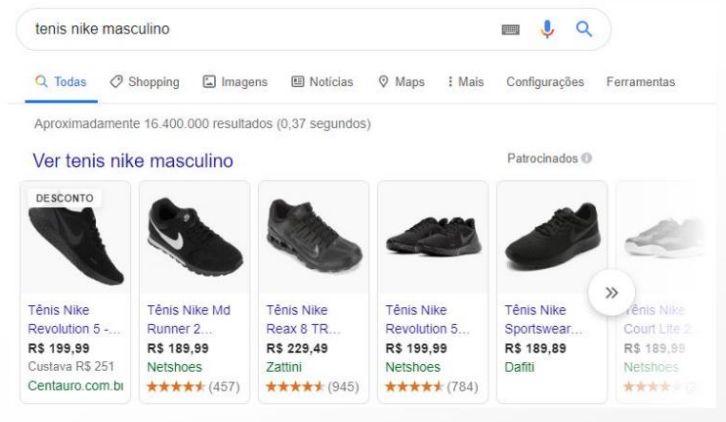 tenis nike masculino
Todas Shopping Imagens Notícias Maps Mais Configurações Ferramentas
Aproximadamente 16.400.000 resultados (0,37 segundos)
Ver tenis nike masculino
Patrocinados
DESCONTO
Tênis Nike
Revolution 5 -...
R$ 199,99
Custava R$ 251
Centauro.com.br
Tênis Nike Md
Runner 2...
R$ 189,99
Netshoes
(457)
Tênis Nike
Reax 8 TR...
R$ 229,49
Zattini
(945)
Tênis Nike
Revolution 5...
R$ 199,99
Netshoes
(784)
Tênis Nike
Sportswear...
R$ 189,89
Dafiti
Tênis Nike
Court Lite 2...
R$ 189,99
Netshoes